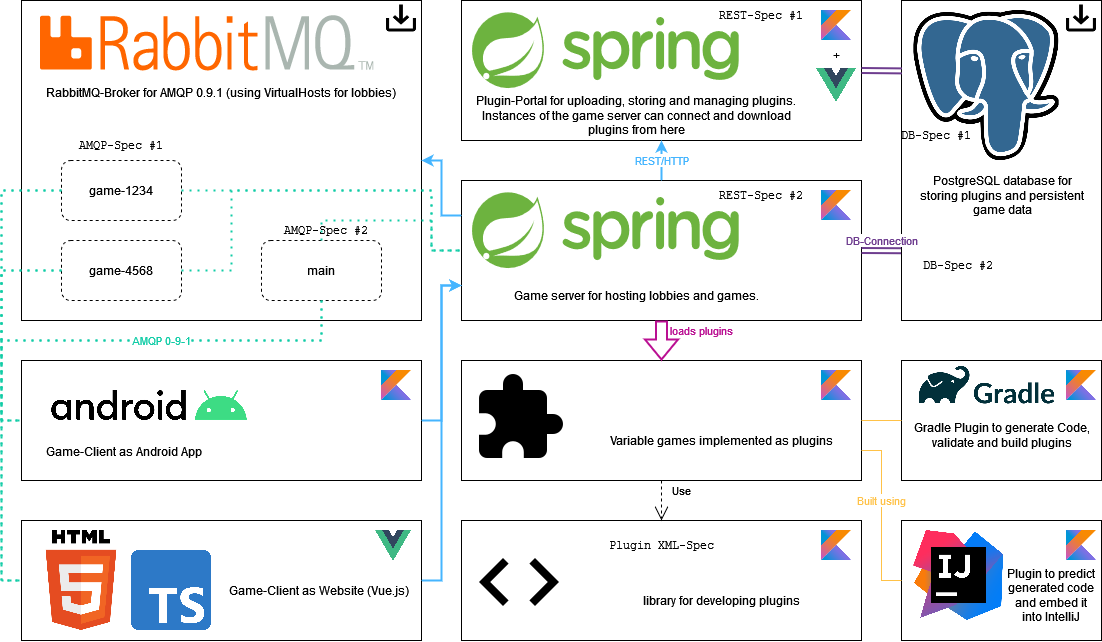 RabbitMQ TM
RabbitMQ-Broker for AMQP 0.9.1 (using VirtualHosts for lobbies)
AMQP-Spec #1
game-1234
game-4568
AMQP-Spec #2
main
AMQP 0-9-1
spring
REST-Spec #1
+
Plugin-Portal for uploading, storing and managing plugins.
Instances of the game server can connect and download
plugins from here
REST/HTTP
spring
REST-Spec #2
Game server for hosting lobbies and games.
DB-Spec #1
PostgreSQL database for
storing plugins and persistent
game data
DB-Connection
DB-Spec #2
loads plugins
android
Game-Client as Android App
Variable games implemented as plugins
Gradle
Gradle Plugin to generate Code,
validate and build plugins
Use
Built using
HTML
5
TS
Game-Client as Website (Vue.js)
Plugin XML-Spec
library for developing plugins
IJ
Plugin to predict
generated code
and embed it
into IntelliJ